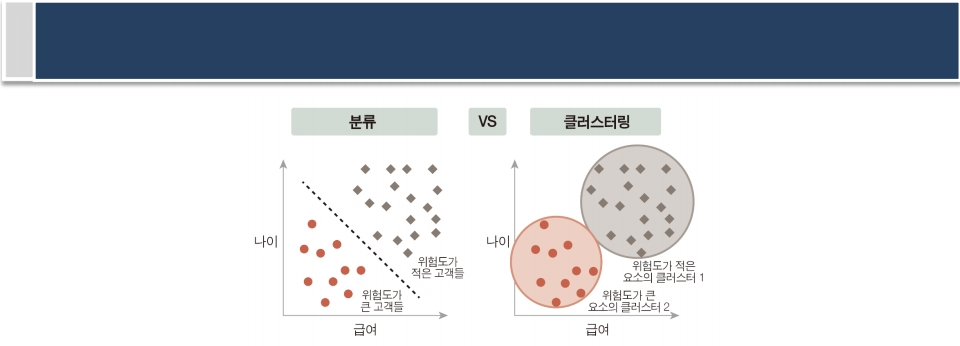 분류
VS
클러스터링
나이
위험도가
적은 고객들
위험도가
큰 고객들
급여
나이
위험도가 적은
요소의 클러스터 1
위험도가 큰
요소의 클러스터 2
급여